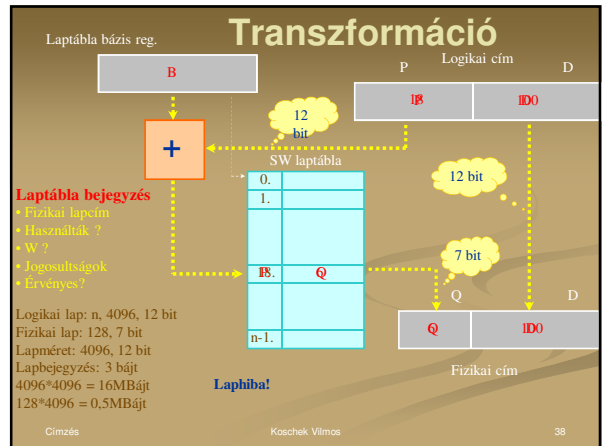 Transzformáció
Laptábla bázis reg.
B
Logikai cím
P
D
12
bit
+
SW laptábla
0.
1.
n-1.
12 bit
7 bit
Laptábla bejegyzés
• Fizikai lapcím
• Használták ?
• W ?
• Jogosultságok
• Érvényes?
Q
D
Fizikai cím
Logikai lap: n, 4096, 12 bit
Fizikai lap: 128, 7 bit
Lapméret: 4096, 12 bit
Lapbejegyzés: 3 bájt
4096*4096 = 16MBájt
128*4096 = 0,5MBájt
Laphiba!
Címzés
Koschek Vilmos
38